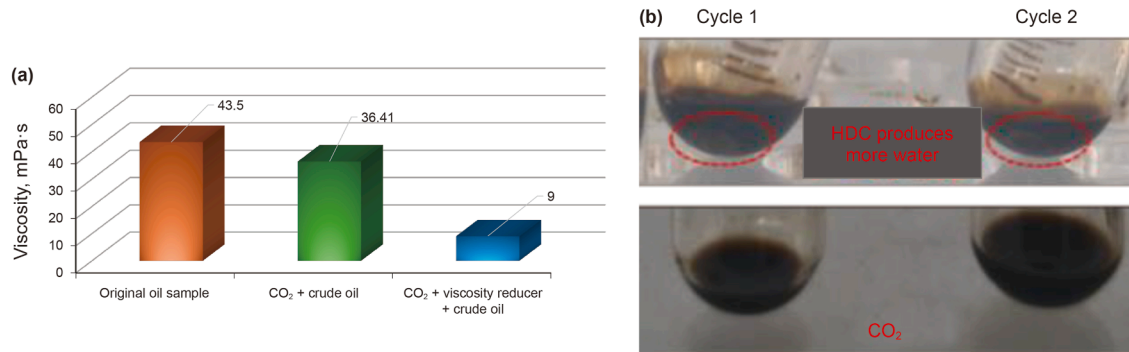 (a)
Viscosity, mPa·s
60
50
40
30
20
10
0
43.5
36.41
9
Original oil sample
CO₂ + crude oil
CO₂ + viscosity reducer
+ crude oil
(b)
Cycle 1
Cycle 2
HDC produces
more water
CO₂